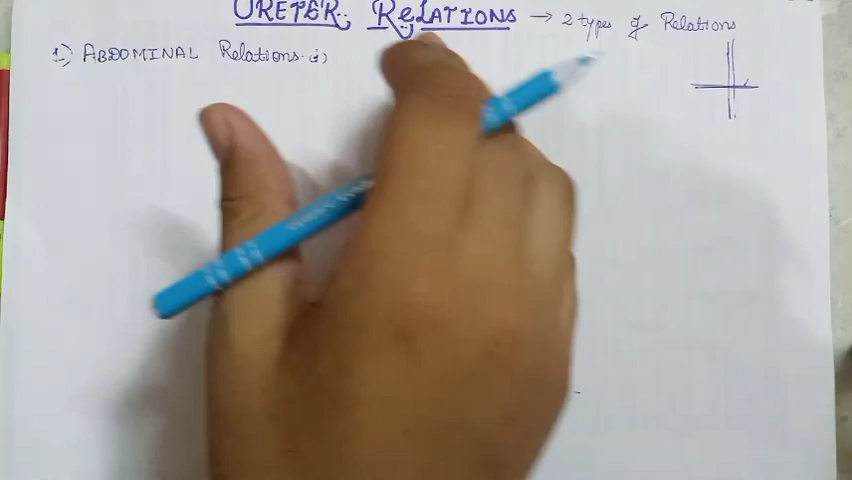 URETER RELATIONS → 2 types of Relations
1) ABDOMINAL Relations- i)